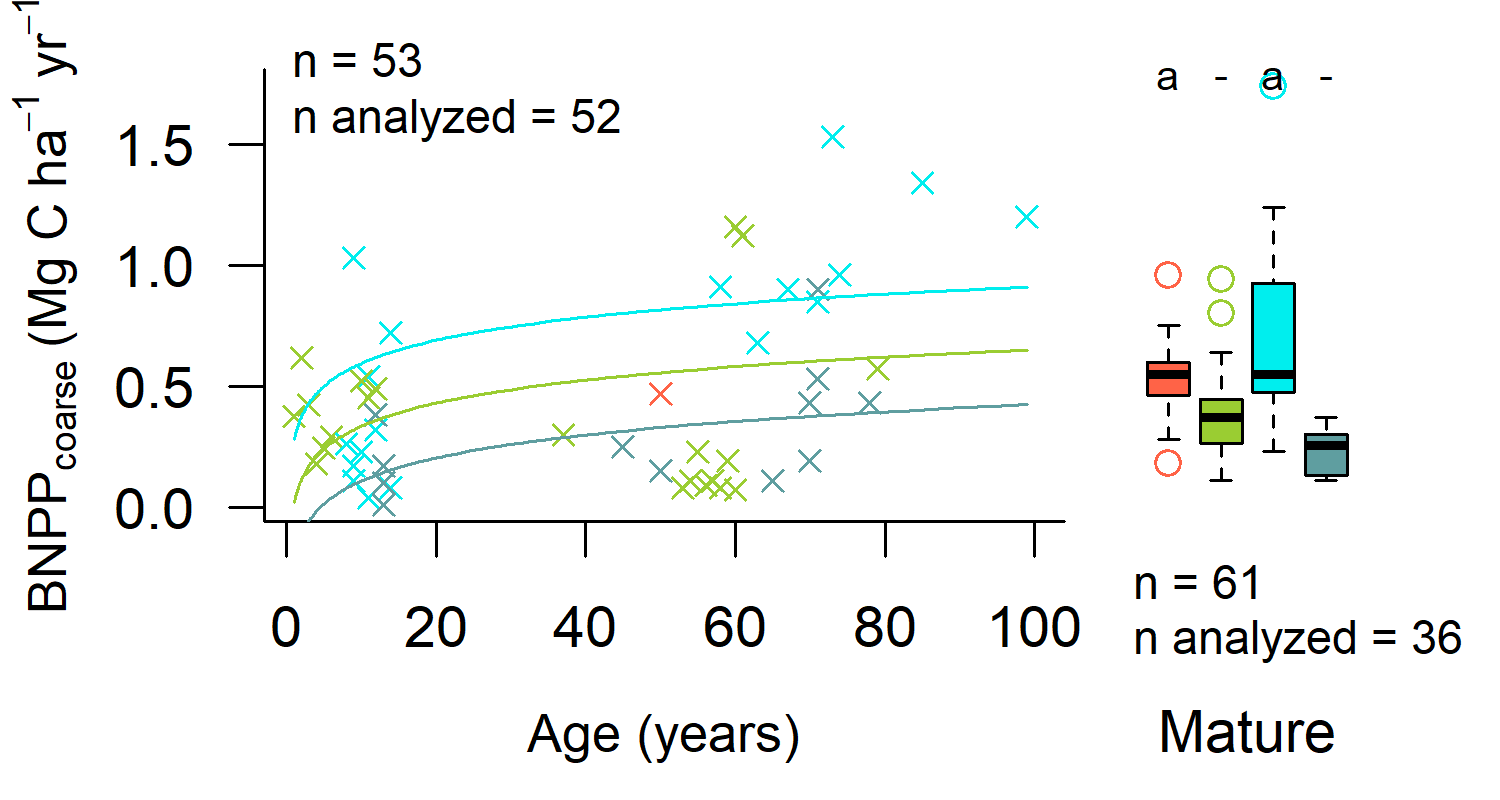 n = 53
n analyzed = 52
a - a -
BNPPcoarse (Mg C ha−1 yr−1
1.5
1.0
0.5
0.0
0 20 40 60 80 100
Age (years)
n = 61
n analyzed = 36
Mature